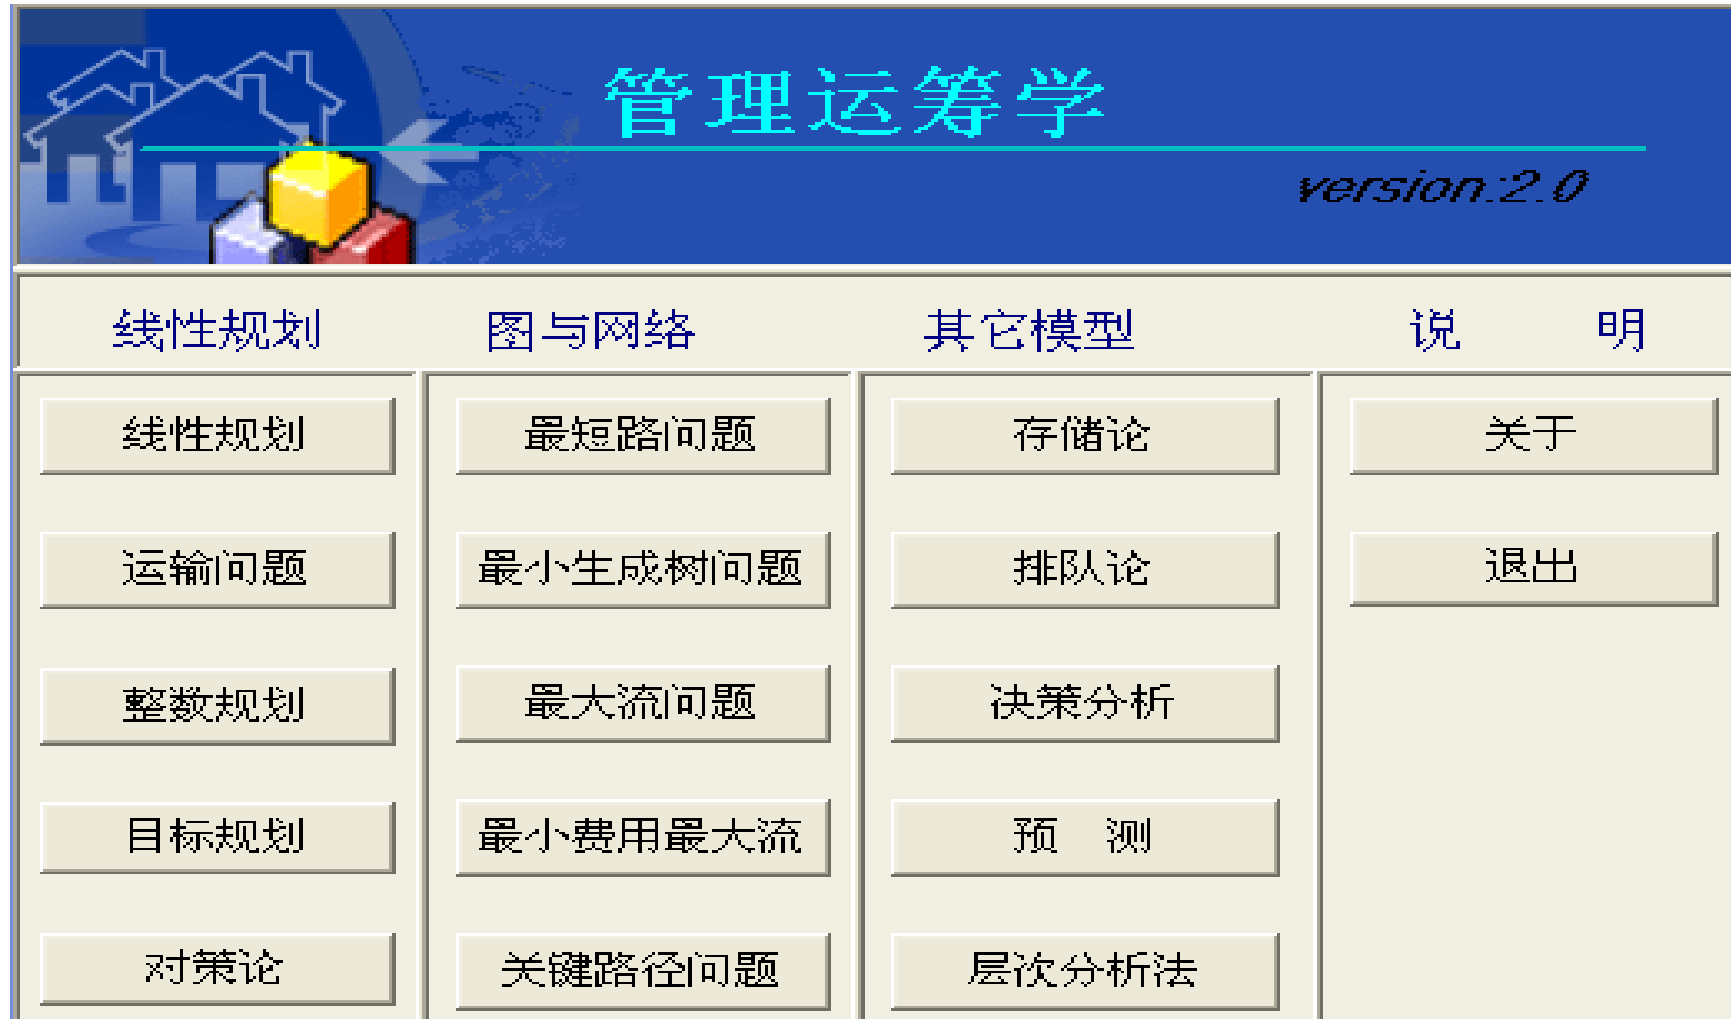 管理运筹学
version:2.0
线性规划 图与网络 其它模型 说 明
线性规划 最短路问题 存储论 关于
运输问题 最小生成树问题 排队论 退出
整数规划 最大流问题 决策分析
目标规划 最小费用最大流 预 测
对策论 关键路径问题 层次分析法